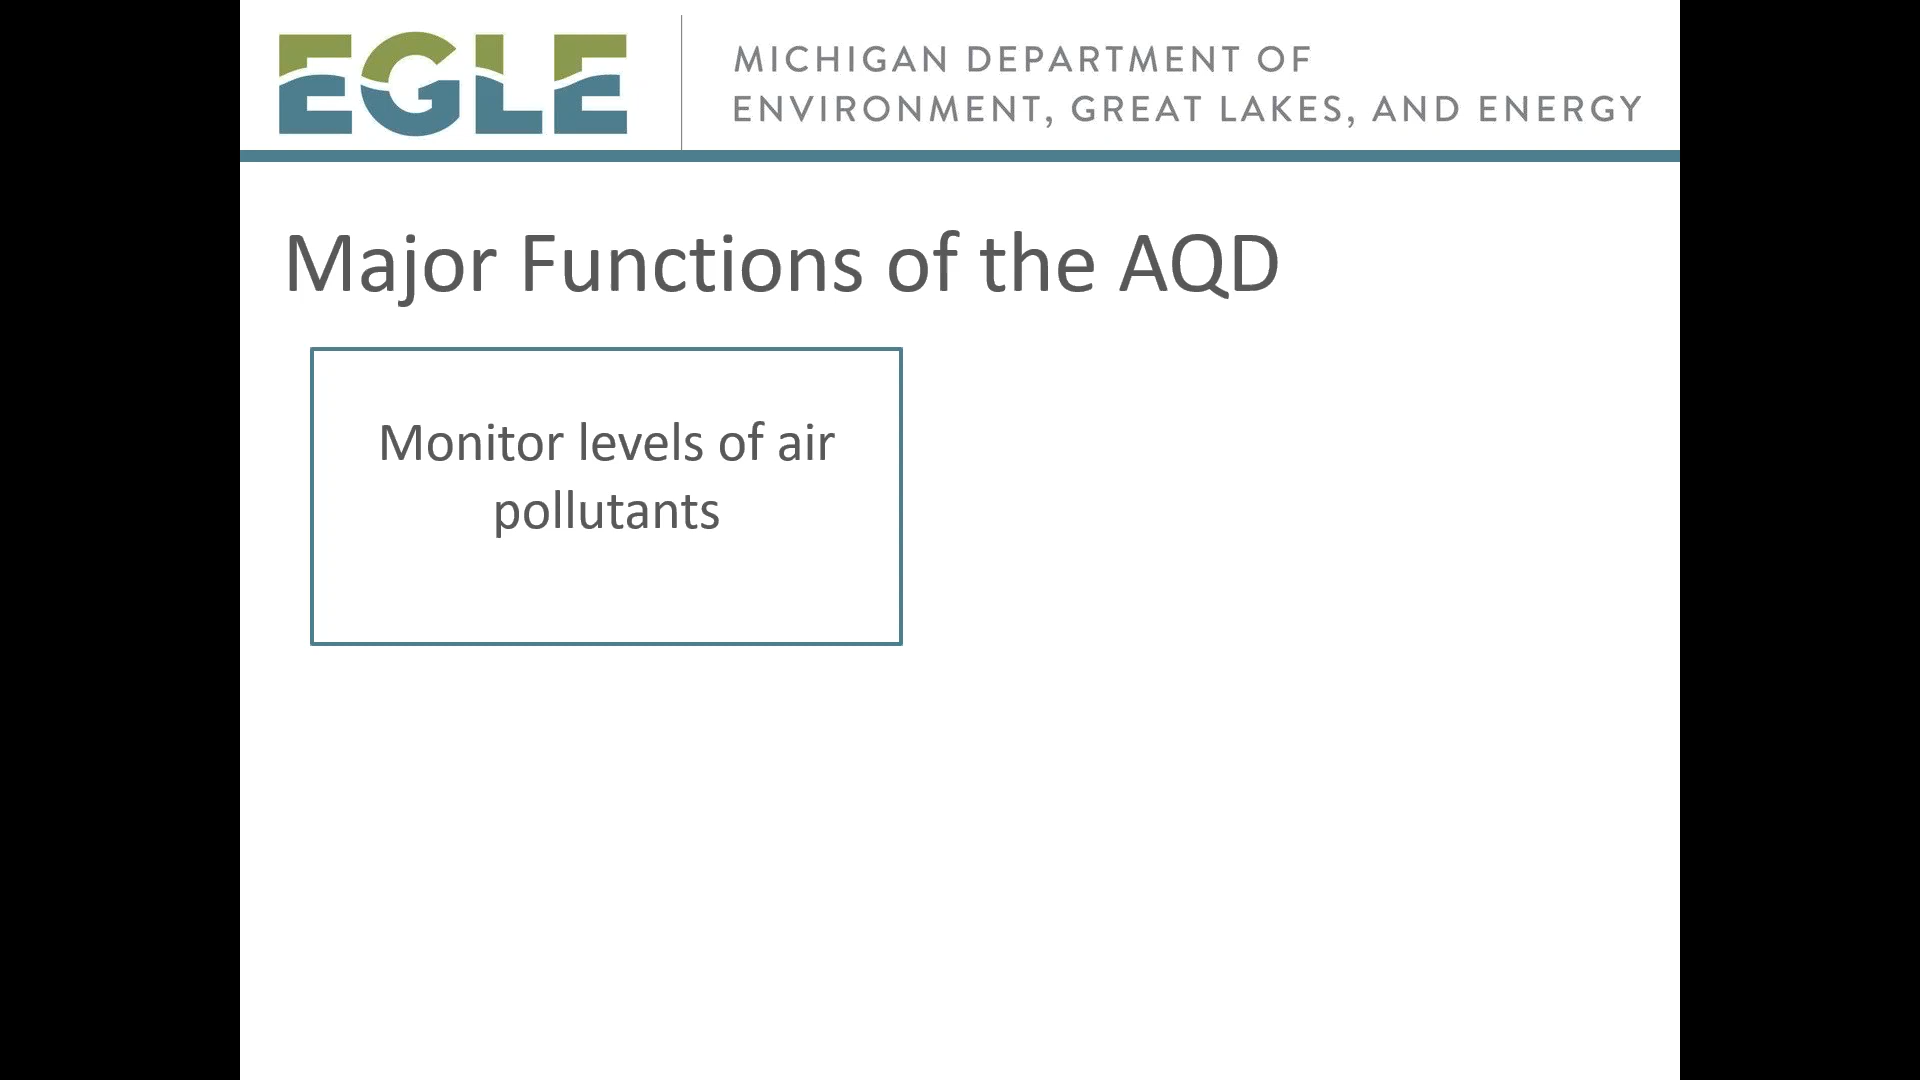 EGLE
MICHIGAN DEPARTMENT OF
ENVIRONMENT, GREAT LAKES, AND ENERGY
Major Functions of the AQD
Monitor levels of air
pollutants